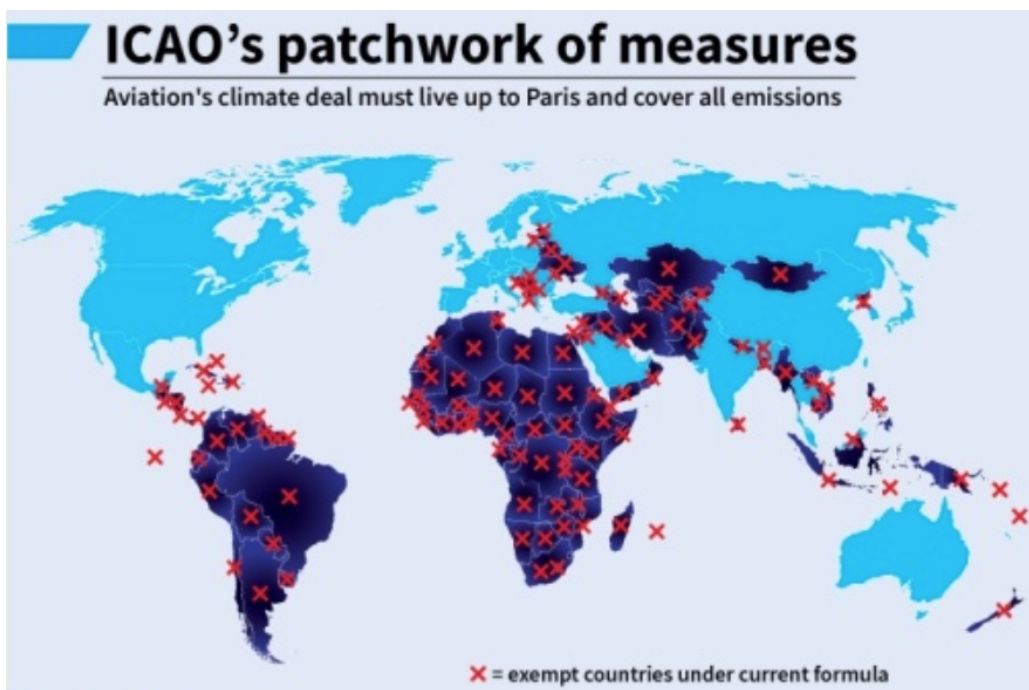 ICAO’s patchwork of measures
Aviation's climate deal must live up to Paris and cover all emissions
= exempt countries under current formula